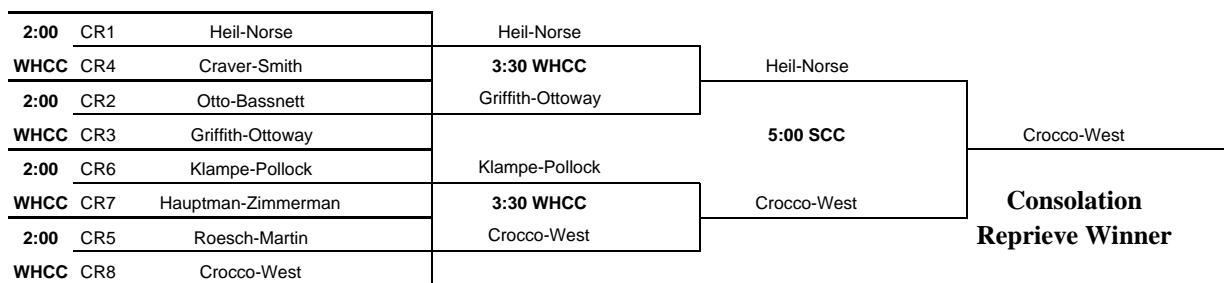 2:00 CR1 Heil-Norse Heil-Norse
WHCC CR4 Craver-Smith 3:30 WHCC Heil-Norse
2:00 CR2 Otto-Bassnett Griffith-Ottoway
WHCC CR3 Griffith-Ottoway 5:00 SCC Crocco-West
2:00 CR6 Klampe-Pollock Klampe-Pollock
WHCC CR7 Hauptman-Zimmerman 3:30 WHCC Crocco-West Consolation
2:00 CR5 Roesch-Martin Crocco-West Reprieve Winner
WHCC CR8 Crocco-West